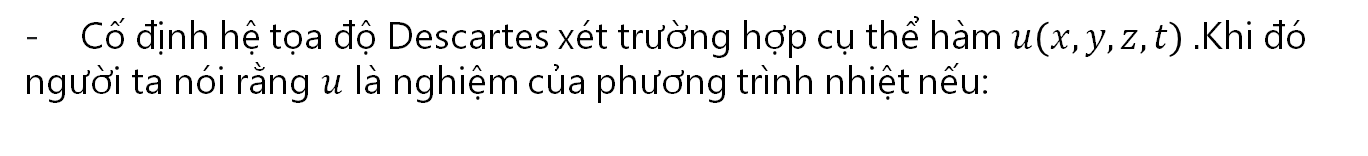 - Cố định hệ tọa độ Descartes xét trường hợp cụ thể hàm u(x, y, z, t) .Khi đó
người ta nói rằng u là nghiệm của phương trình nhiệt nếu: